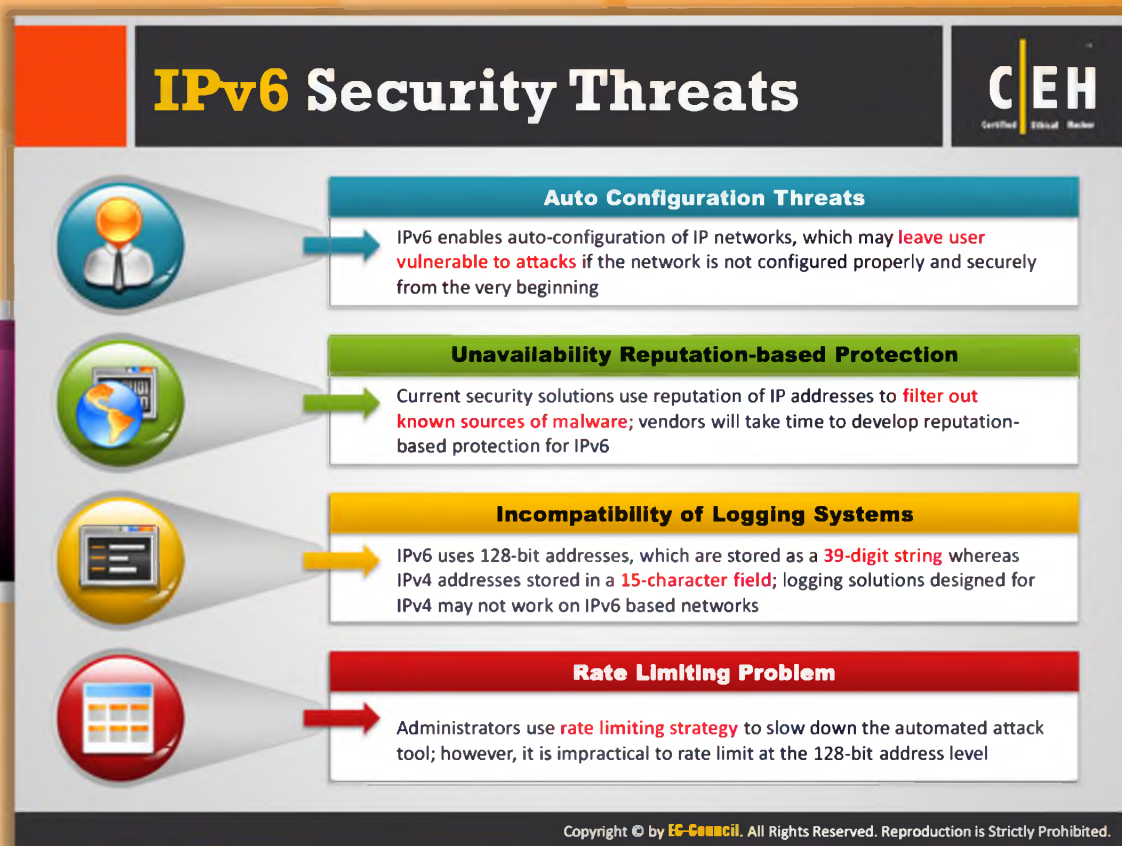 IPv6 Security Threats
C|EH
Certified Ethical Hacker
Auto Configuration Threats
IPv6 enables auto-configuration of IP networks, which may leave user
vulnerable to attacks if the network is not configured properly and securely
from the very beginning
Unavailability Reputation-based Protection
Current security solutions use reputation of IP addresses to filter out
known sources of malware; vendors will take time to develop reputation-
based protection for IPv6
Incompatibility of Logging Systems
IPv6 uses 128-bit addresses, which are stored as a 39-digit string whereas
IPv4 addresses stored in a 15-character field; logging solutions designed for
IPv4 may not work on IPv6 based networks
Rate Limiting Problem
Administrators use rate limiting strategy to slow down the automated attack
tool; however, it is impractical to rate limit at the 128-bit address level
Copyright © by EC-Council. All Rights Reserved. Reproduction is Strictly Prohibited.